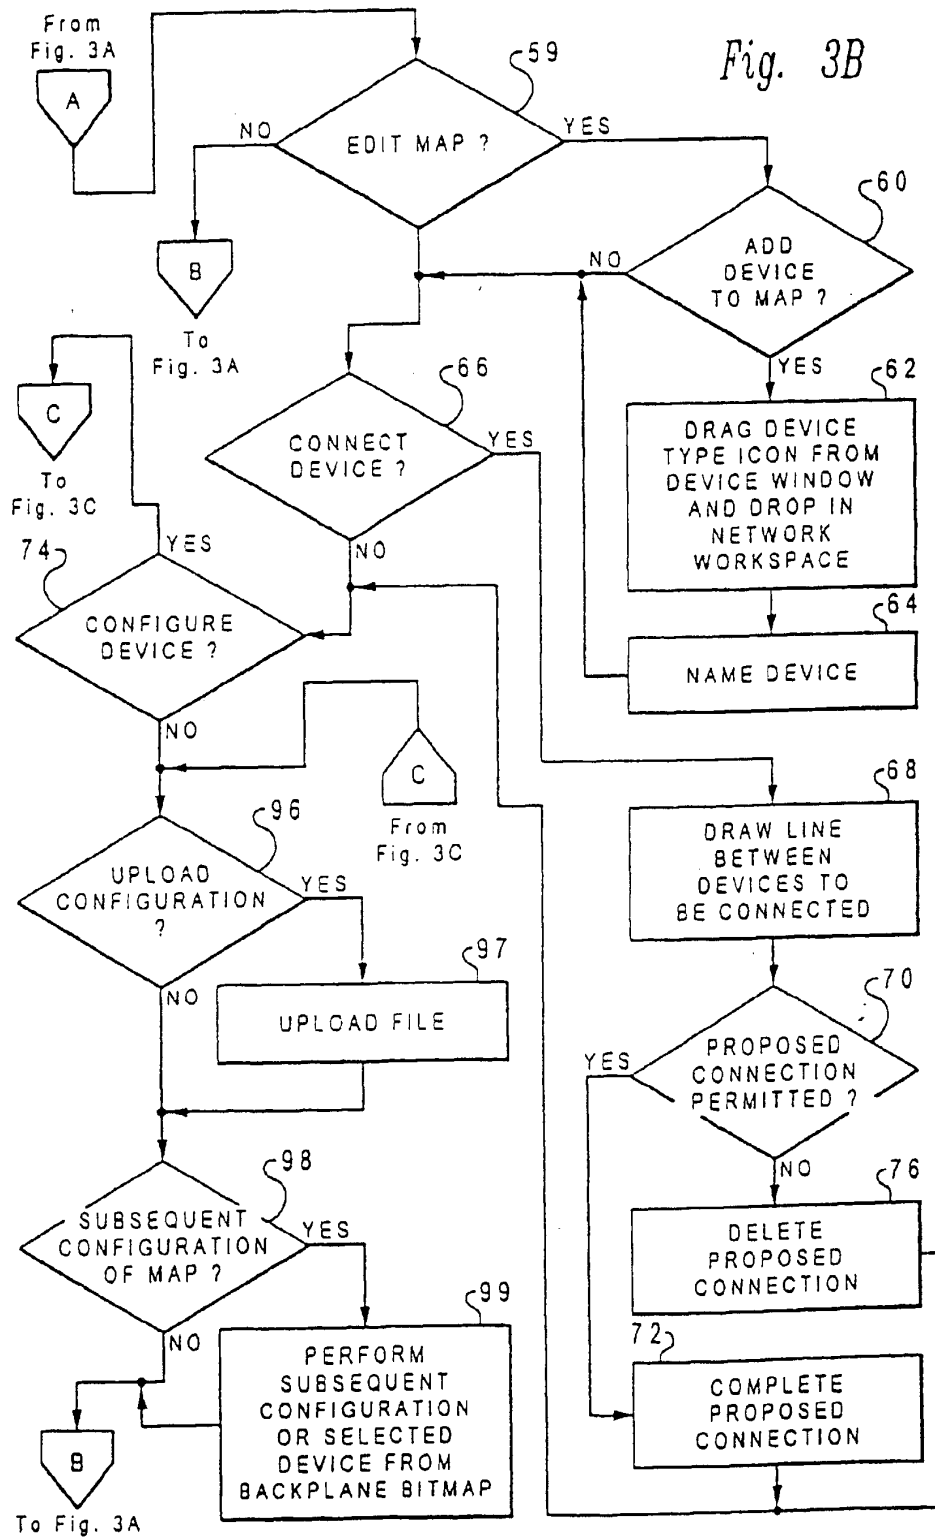 From
Fig. 3A
A
Fig. 3B
59
EDIT MAP ?
NO
YES
60
ADD
DEVICE
TO MAP ?
NO
YES
B
To
Fig. 3A
C
To
Fig. 3C
66
CONNECT
DEVICE ?
YES
NO
62
DRAG DEVICE
TYPE ICON FROM
DEVICE WINDOW
AND DROP IN
NETWORK
WORKSPACE
64
NAME DEVICE
74
YES
CONFIGURE
DEVICE ?
NO
C
From
Fig. 3C
68
DRAW LINE
BETWEEN
DEVICES TO
BE CONNECTED
96
UPLOAD
CONFIGURATION
?
YES
NO
97
UPLOAD FILE
70
PROPOSED
CONNECTION
PERMITTED ?
YES
NO
76
DELETE
PROPOSED
CONNECTION
98
SUBSEQUENT
CONFIGURATION
OF MAP ?
YES
NO
99
PERFORM
SUBSEQUENT
CONFIGURATION
OR SELECTED
DEVICE FROM
BACKPLANE BITMAP
72
COMPLETE
PROPOSED
CONNECTION
B
To Fig. 3A